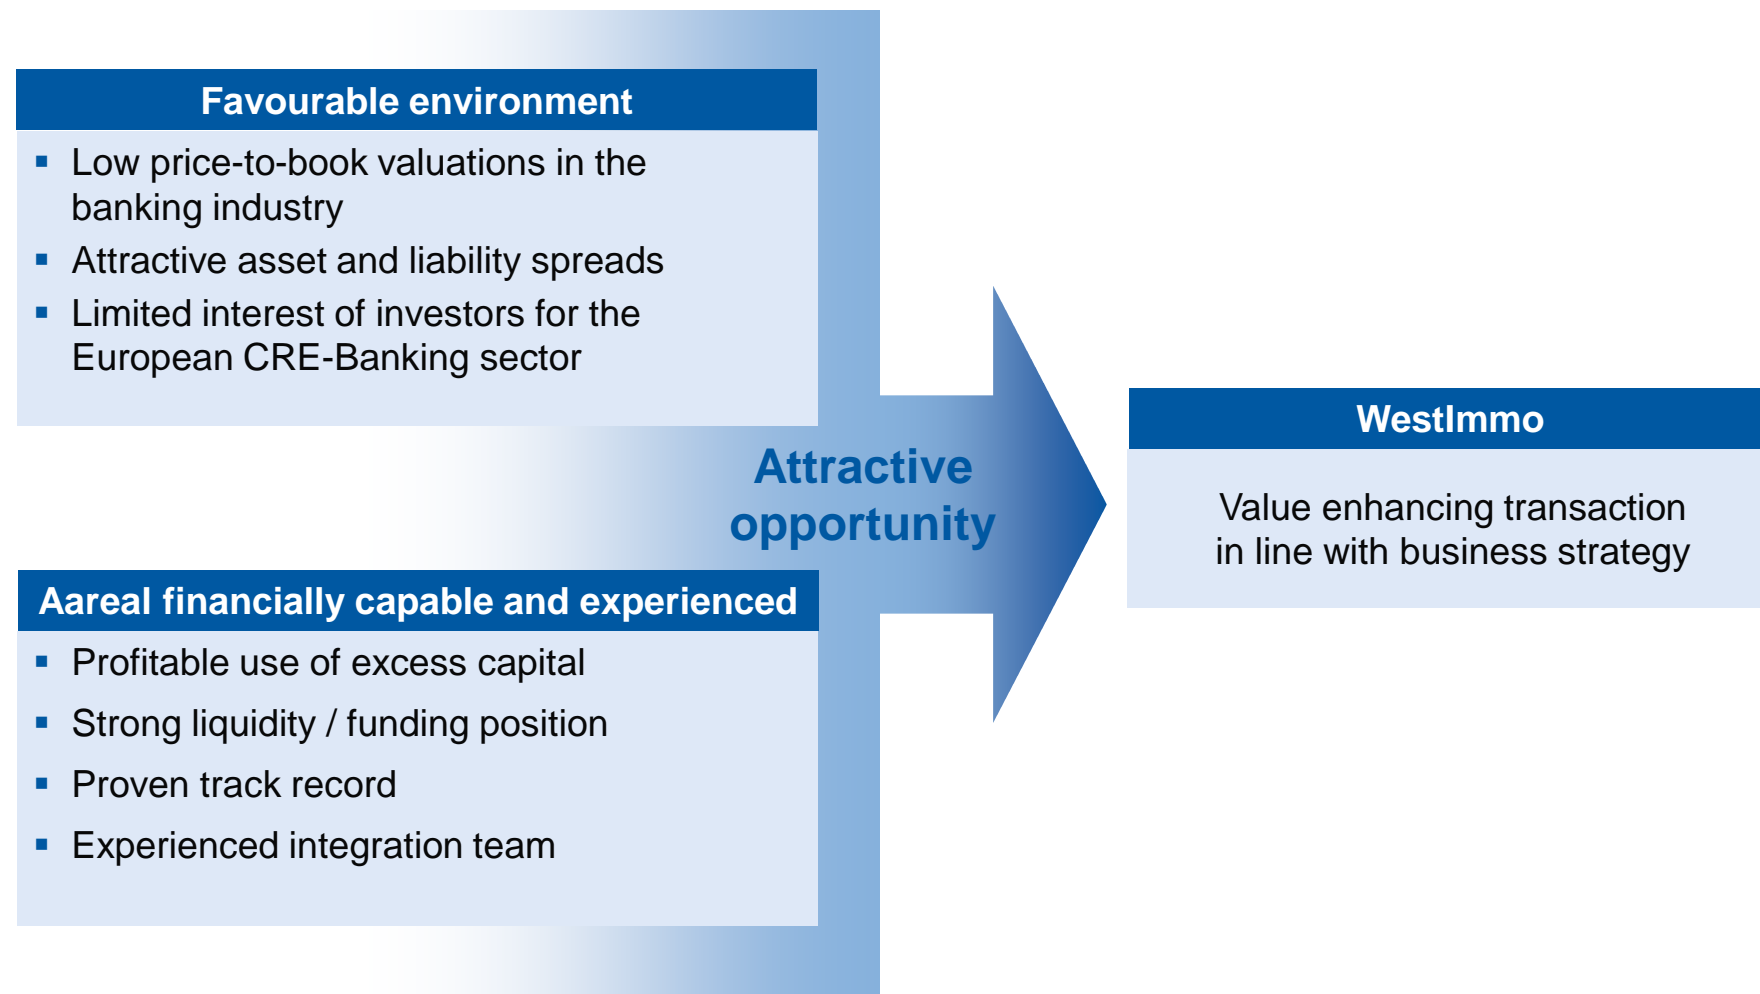 Favourable environment
Low price-to-book valuations in the
banking industry
Attractive asset and liability spreads
Limited interest of investors for the
European CRE-Banking sector
Attractive
opportunity
Aareal financially capable and experienced
Profitable use of excess capital
Strong liquidity / funding position
Proven track record
Experienced integration team
WestImmo
Value enhancing transaction
in line with business strategy